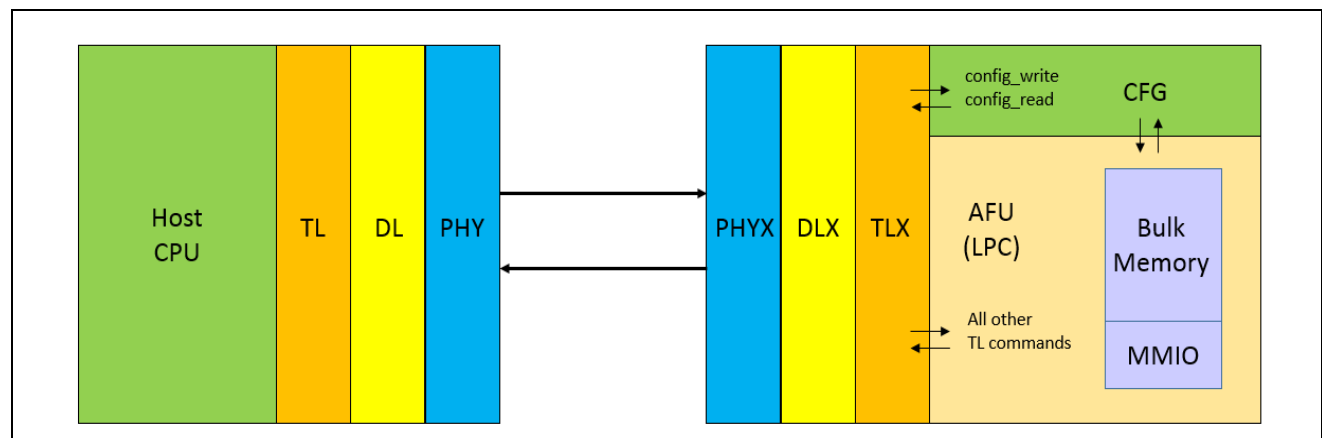 Host
CPU
TL
DL
PHY
PHYX
DLX
TLX
config_write
config_read
CFG
AFU
(LPC)
Bulk
Memory
All other
TL commands
MMIO